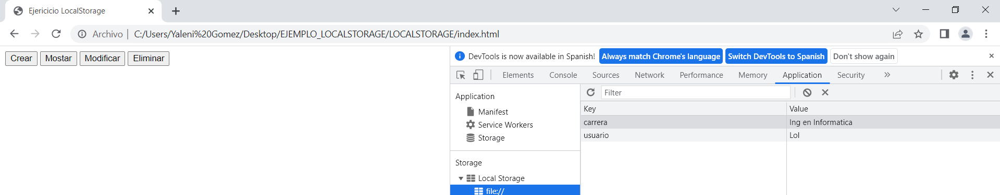 Ejericicio LocalStorage
Archivo C:/Users/Yaleni%20Gomez/Desktop/EJEMPLO_LOCALSTORAGE/LOCALSTORAGE/index.html
Crear Mostar Modificar Eliminar
DevTools is now available in Spanish! Always match Chrome's language Switch DevTools to Spanish Don't show again
Elements Console Sources Network Performance Memory Application Security
Application
Manifest
Service Workers
Storage
Storage
Local Storage
file://
Filter
Key Value
carrera Ing en Informatica
usuario Lol